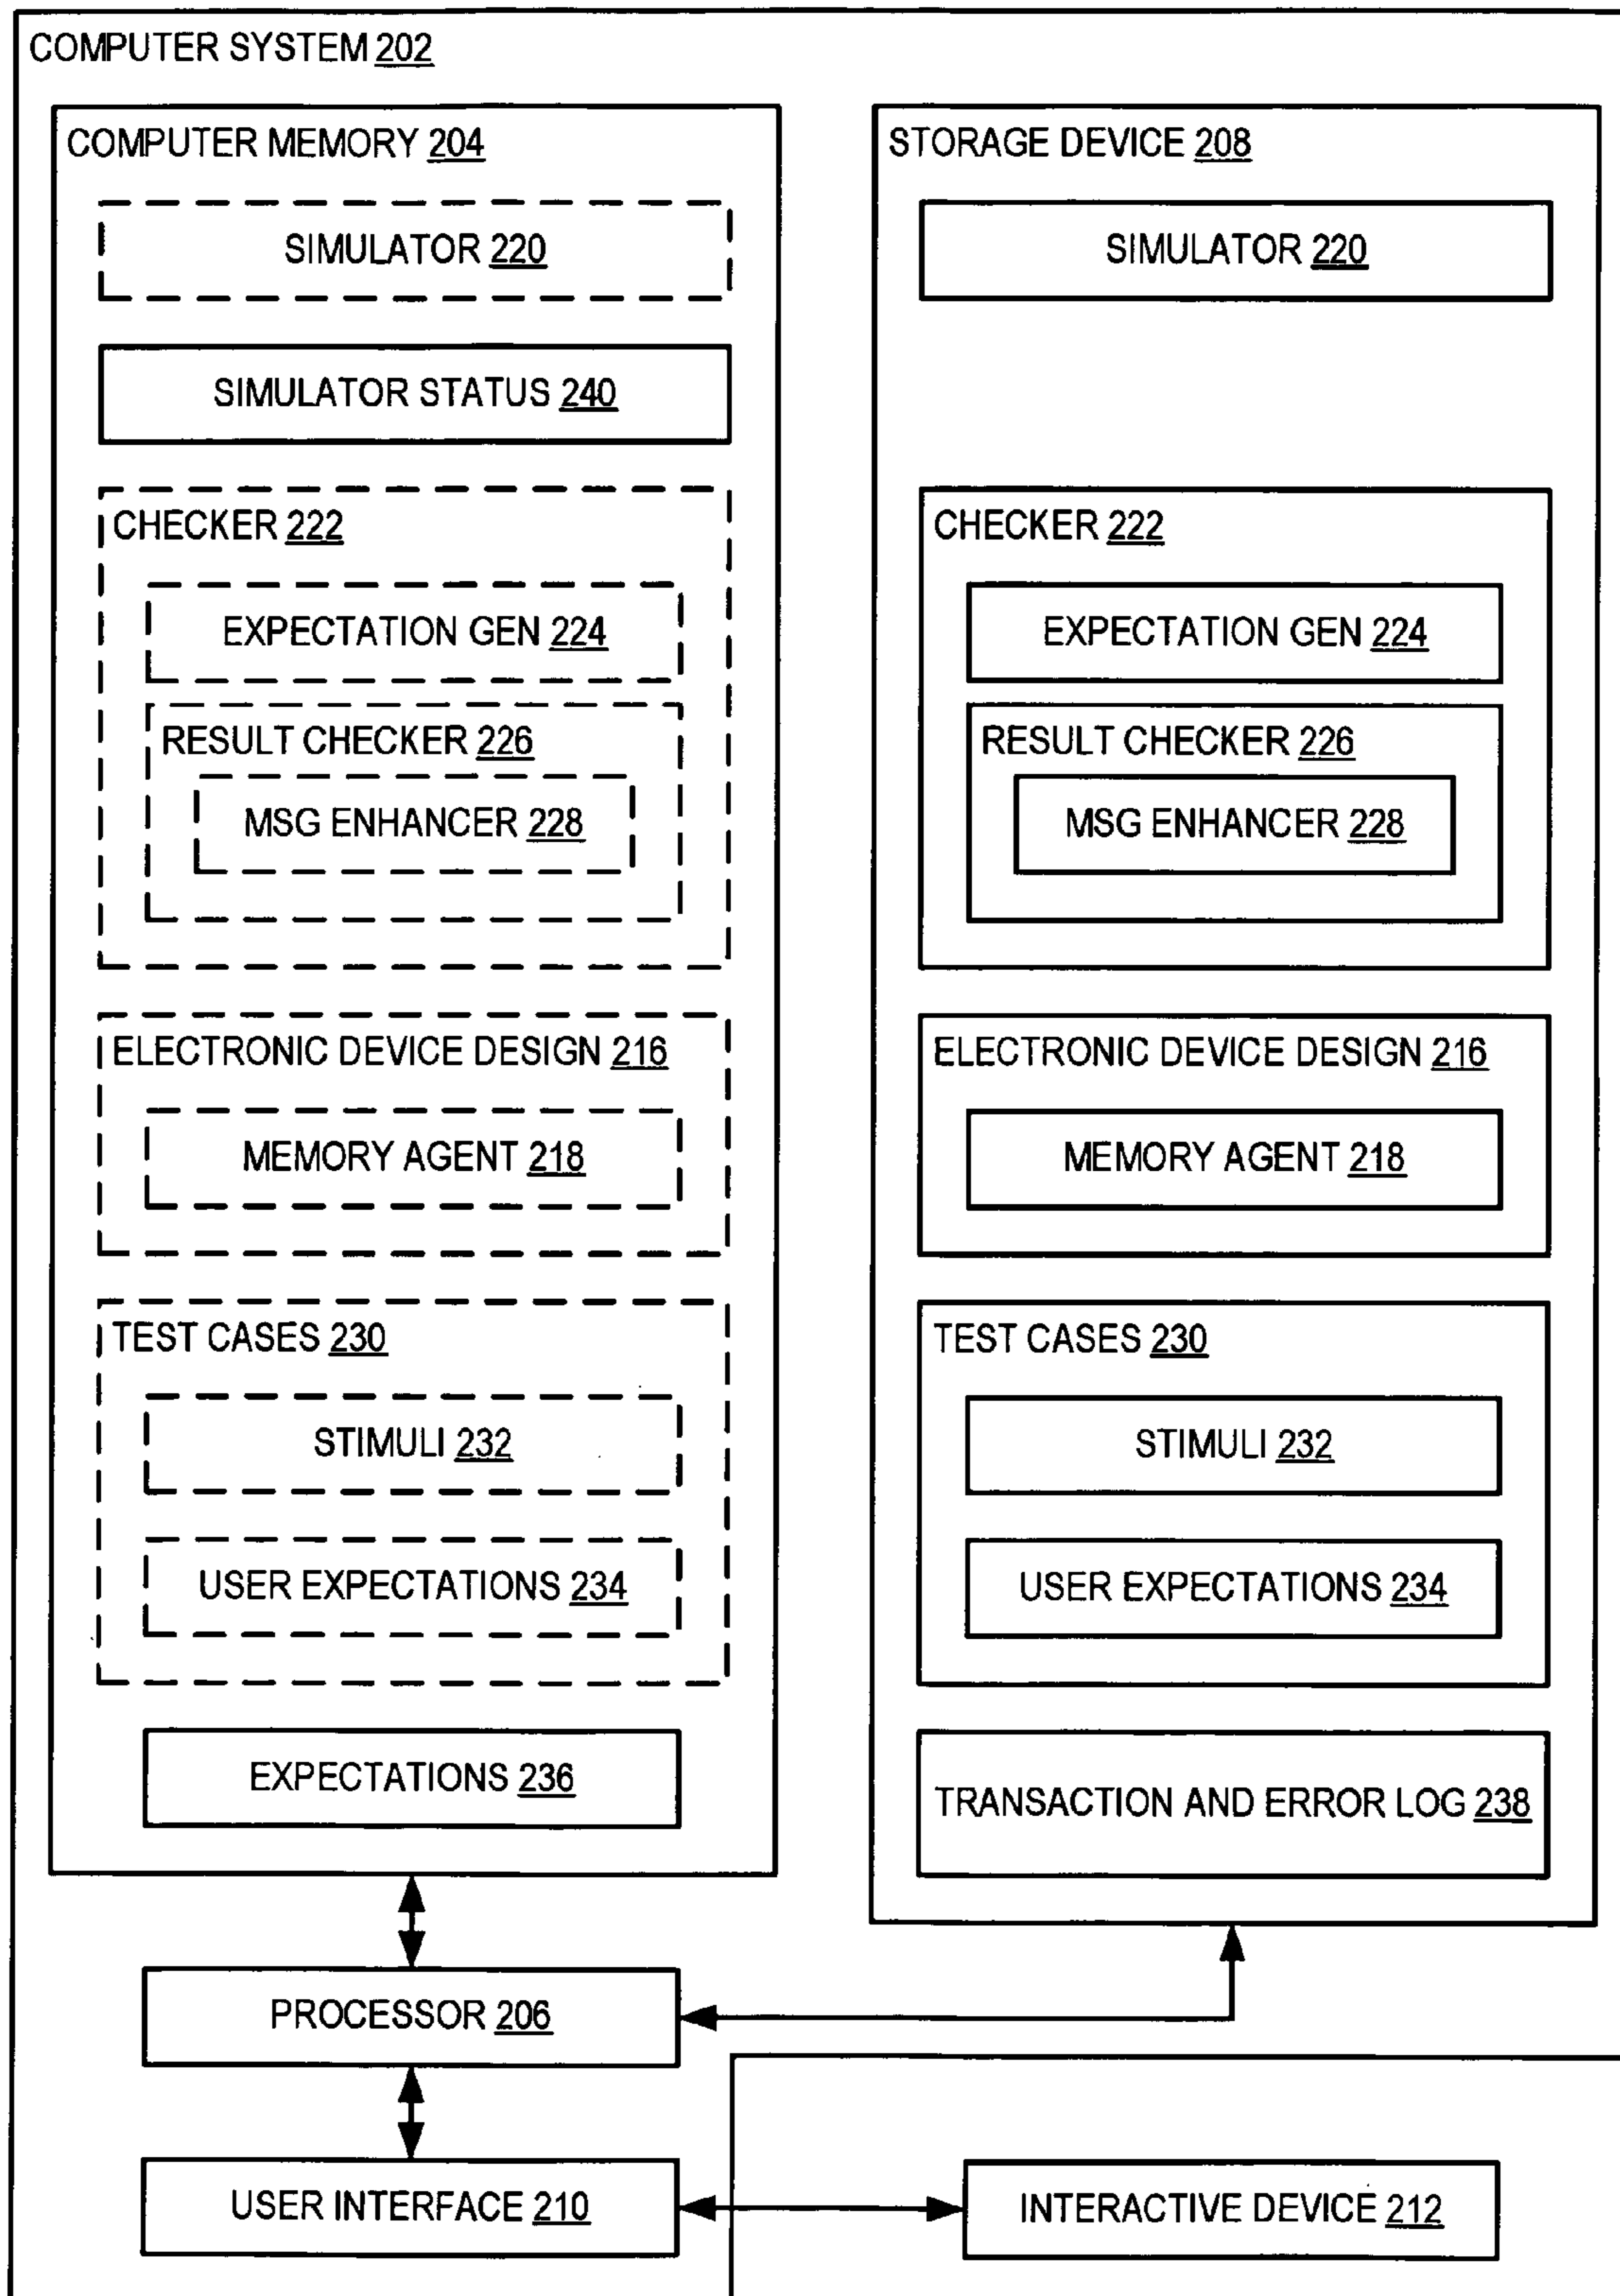 COMPUTER SYSTEM 202
COMPUTER MEMORY 204
SIMULATOR 220
SIMULATOR STATUS 240
CHECKER 222
EXPECTATION GEN 224
RESULT CHECKER 226
MSG ENHANCER 228
ELECTRONIC DEVICE DESIGN 216
MEMORY AGENT 218
TEST CASES 230
STIMULI 232
USER EXPECTATIONS 234
EXPECTATIONS 236
STORAGE DEVICE 208
SIMULATOR 220
CHECKER 222
EXPECTATION GEN 224
RESULT CHECKER 226
MSG ENHANCER 228
ELECTRONIC DEVICE DESIGN 216
MEMORY AGENT 218
TEST CASES 230
STIMULI 232
USER EXPECTATIONS 234
TRANSACTION AND ERROR LOG 238
PROCESSOR 206
USER INTERFACE 210
INTERACTIVE DEVICE 212